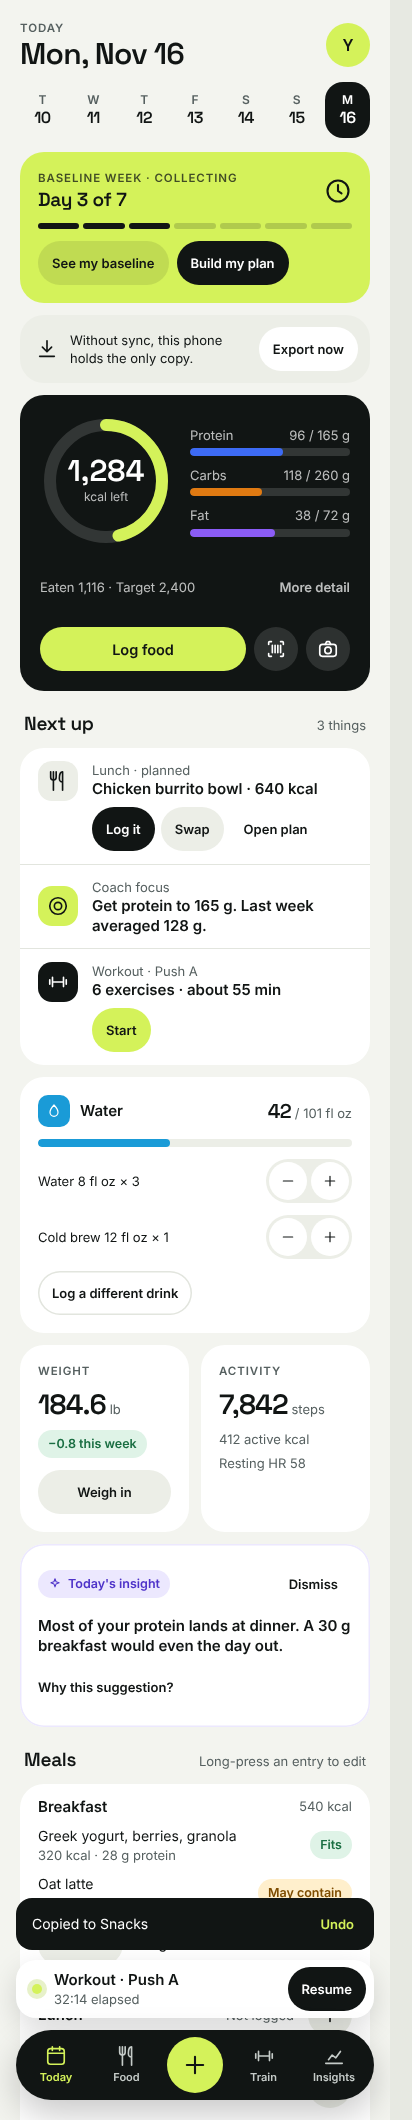 TODAY
Mon, Nov 16
Y
T W T F S S M
10 11 12 13 14 15 16
BASELINE WEEK · COLLECTING
Day 3 of 7
See my baseline
Build my plan
Without sync, this phone
holds the only copy.
Export now
1,284
kcal left
Protein 96 / 165 g
Carbs 118 / 260 g
Fat 38 / 72 g
Eaten 1,116 · Target 2,400
More detail
Log food
Next up
3 things
Lunch · planned
Chicken burrito bowl · 640 kcal
Log it
Swap
Open plan
Coach focus
Get protein to 165 g. Last week
averaged 128 g.
Workout · Push A
6 exercises · about 55 min
Start
Water
42 / 101 fl oz
Water 8 fl oz × 3
Cold brew 12 fl oz × 1
Log a different drink
WEIGHT
184.6 lb
−0.8 this week
Weigh in
ACTIVITY
7,842 steps
412 active kcal
Resting HR 58
Today's insight
Dismiss
Most of your protein lands at dinner. A 30 g
breakfast would even the day out.
Why this suggestion?
Meals
Long-press an entry to edit
Breakfast
540 kcal
Greek yogurt, berries, granola
320 kcal · 28 g protein
Fits
Oat latte
May contain
Copied to Snacks
Undo
Workout · Push A
32:14 elapsed
Resume
Lunch
Not logged
Today
Food
Train
Insights